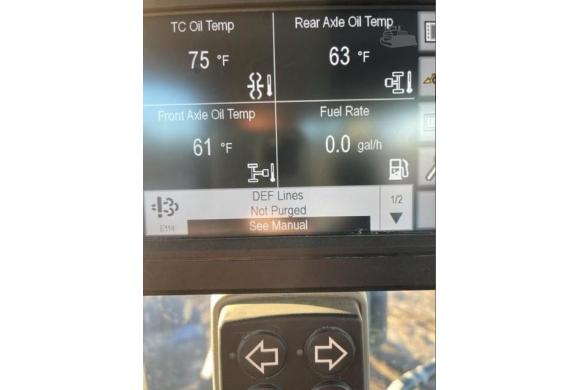 TC Oil Temp
75 °F
Rear Axle Oil Temp
63 °F
Front Axle Oil Temp
61 °F
Fuel Rate
0.0 gal/h
E114
DEF Lines
Not Purged
See Manual
1/2